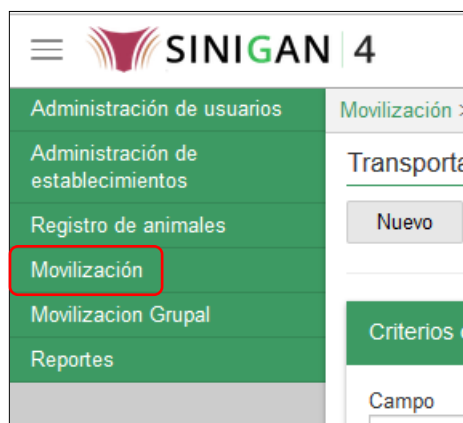 SINIGAN 4
Administración de usuarios
Administración de
establecimientos
Registro de animales
Movilización
Movilizacion Grupal
Reportes
Movilización >
Transporta
Nuevo
Criterios
Campo